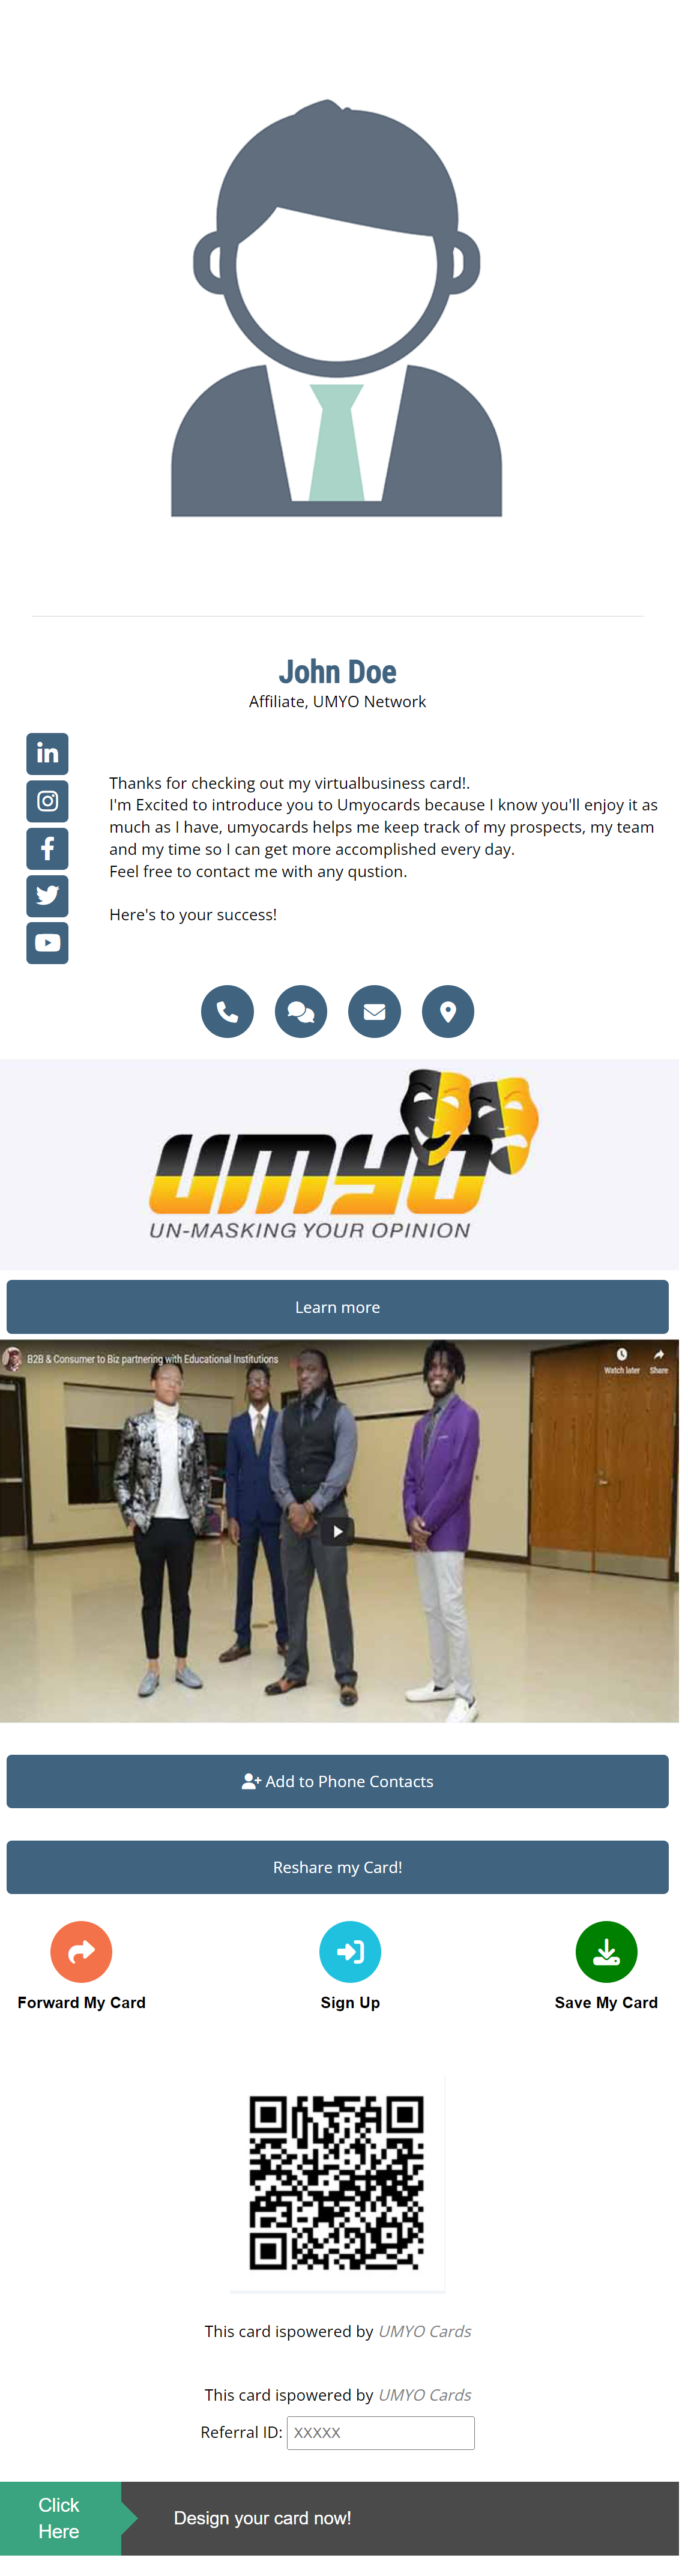 John Doe
Affiliate, UMYO Network
Thanks for checking out my virtualbusiness card!.
I'm Excited to introduce you to Umyocards because I know you'll enjoy it as
much as I have, umyocards helps me keep track of my prospects, my team
and my time so I can get more accomplished every day.
Feel free to contact me with any qustion.
Here's to your success!
UMYO
UN-MASKING YOUR OPINION
Learn more
B2B & Consumer to Biz partnering with Educational Institutions
Watch later Share
Add to Phone Contacts
Reshare my Card!
Forward My Card
Sign Up
Save My Card
This card ispowered by UMYO Cards
This card ispowered by UMYO Cards
Referral ID: XXXXX
Click
Here
Design your card now!